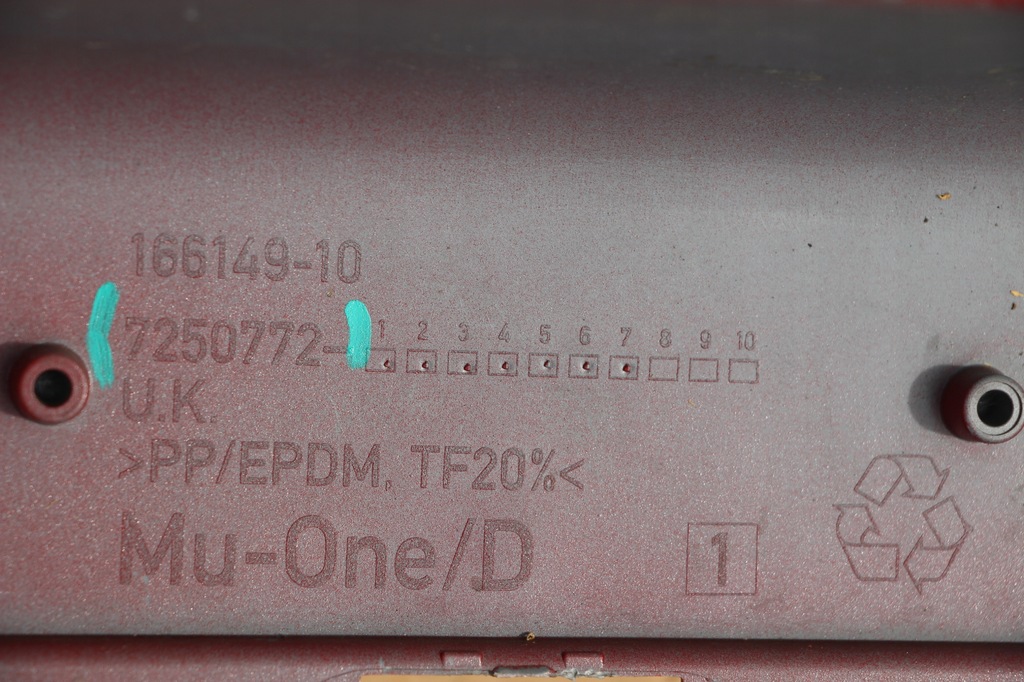 166149-10
7250772- 1 2 3 4 5 6 7 8 9 10
U.K.
>PP/EPDM, TF20%<
Mu-One/D 1